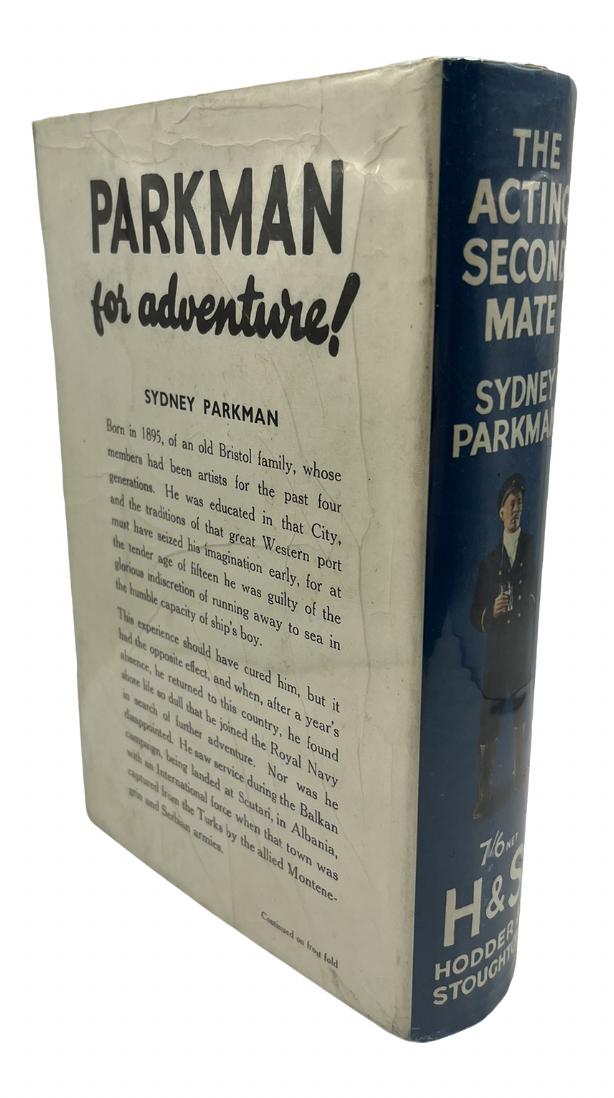 PARKMAN
for adventure!
SYDNEY PARKMAN
Born in 1895, of an old Bristol family, whose
members had been artists for the past four
generations. He was educated in that City,
and the traditions of that great Western port
must have seized his imagination early, for at
the tender age of fifteen he was guilty of the
glorious indiscretion of running away to sea in
the humble capacity of ship's boy.
This experience should have cured him, but it
had the opposite effect, and when, after a year's
absence, he returned to this country, he found
shore life so dull that he joined the Royal Navy
in search of further adventure. Nor was he
disappointed. He saw service during the Balkan
campaign, being landed at Scutari, in Albania,
with an International force when that town was
captured from the Turks by the allied Montene-
grin and Serbian armies.
Continued on front fold
THE
ACTING
SECOND
MATE
SYDNEY
PARKMAN
7/6 NET
H&S
HODDER
STOUGHTON